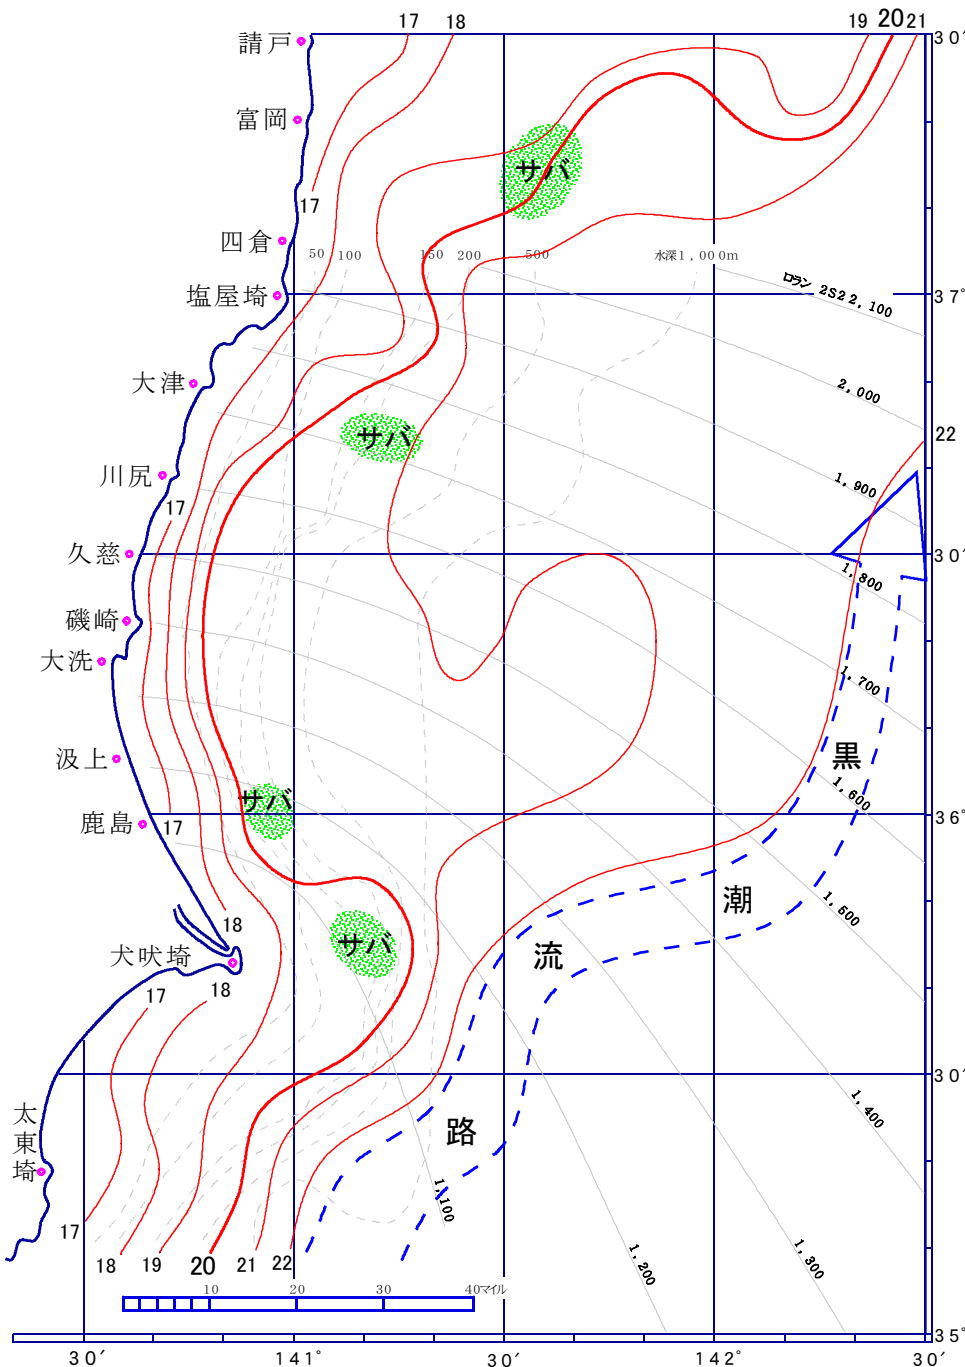 17 18 19 20 21
請戸 30′
富岡
サバ
17
四倉
50 100 150 200 500 水深1,000m
塩屋埼 ロラン 2S2 2,100 37°
大津 2,000
サバ 22
川尻 1,900
17
久慈 30′
1,800
磯崎
大洗
1,700
汲上 黒
サバ 1,600
鹿島 17 36°
潮 1,500
18
サバ
犬吠埼 流
17 18
30′
路 1,400
太東埼
1,100
17
18 19 20 21 22 1,200 1,300
10 20 30 40マイル
35°
30′ 141° 30′ 142° 30′